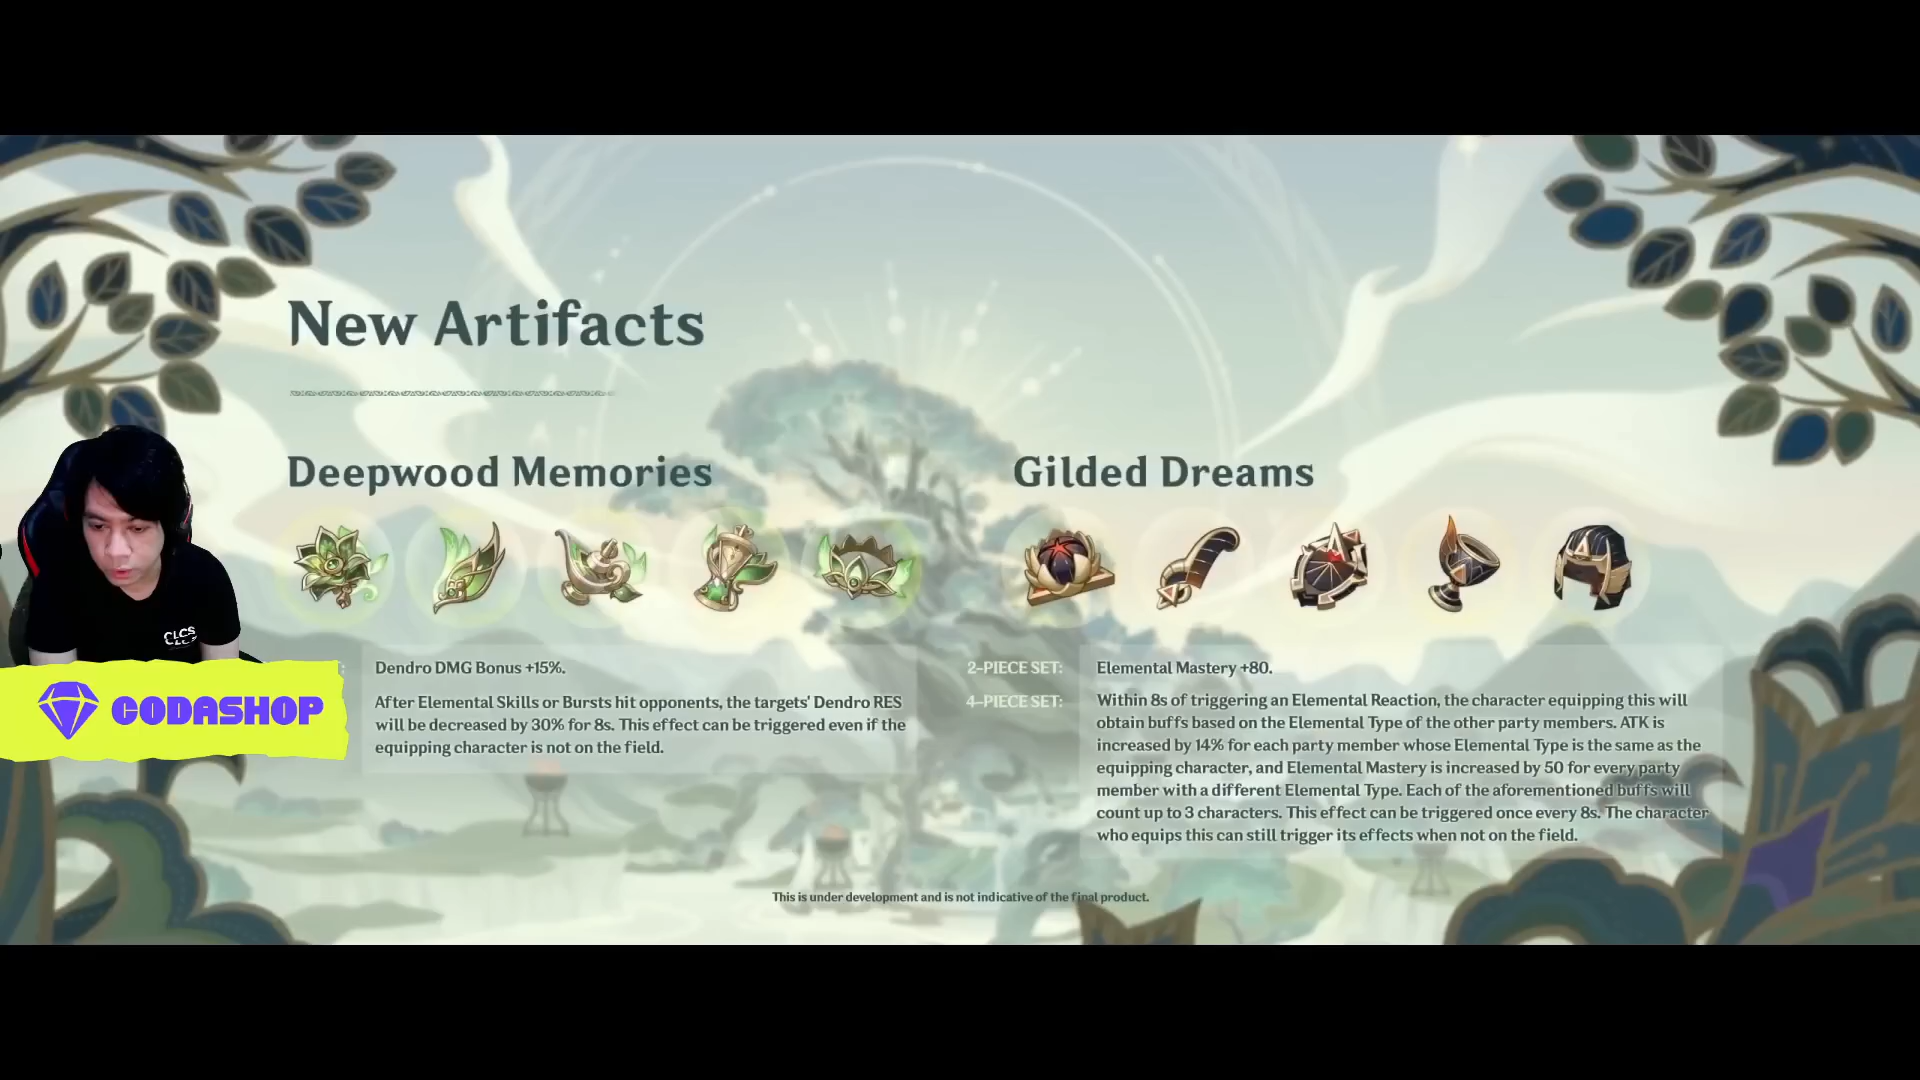 New Artifacts
Deepwood Memories
Gilded Dreams
Dendro DMG Bonus +15%.
After Elemental Skills or Bursts hit opponents, the targets' Dendro RES
will be decreased by 30% for 8s. This effect can be triggered even if the
equipping character is not on the field.
2-PIECE SET:
Elemental Mastery +80.
4-PIECE SET:
Within 8s of triggering an Elemental Reaction, the character equipping this will
obtain buffs based on the Elemental Type of the other party members. ATK is
increased by 14% for each party member whose Elemental Type is the same as the
equipping character, and Elemental Mastery is increased by 50 for every party
member with a different Elemental Type. Each of the aforementioned buffs will
count up to 3 characters. This effect can be triggered once every 8s. The character
who equips this can still trigger its effects when not on the field.
CLCS
CODASHOP
This is under development and is not indicative of the final product.